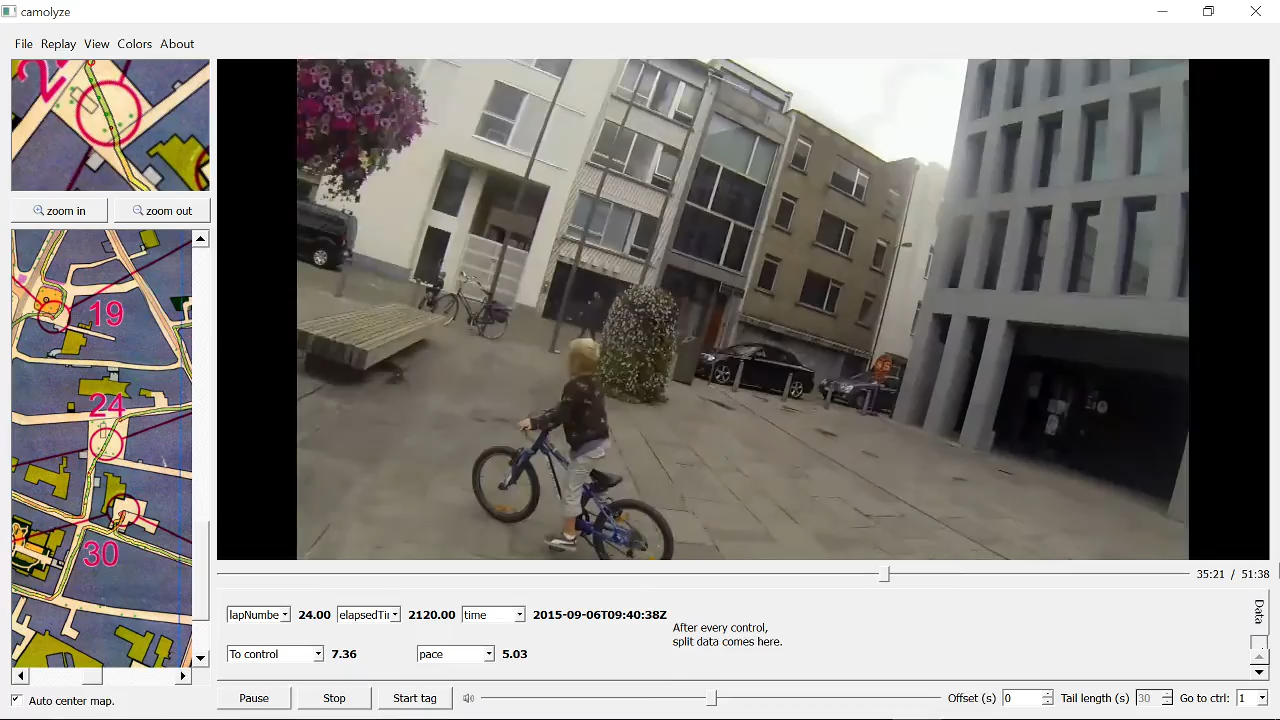 camolyze
File Replay View Colors About
2
zoom in zoom out
19
24
30
35:21 / 51:38
lapNumbe 24.00 elapsedTii 2120.00 time 2015-09-06T09:40:38Z
After every control,
split data comes here.
Data
To control 7.36 pace 5.03
Auto center map.
Pause Stop Start tag Offset (s) 0 Tail length (s) 30 Go to ctrl: 1